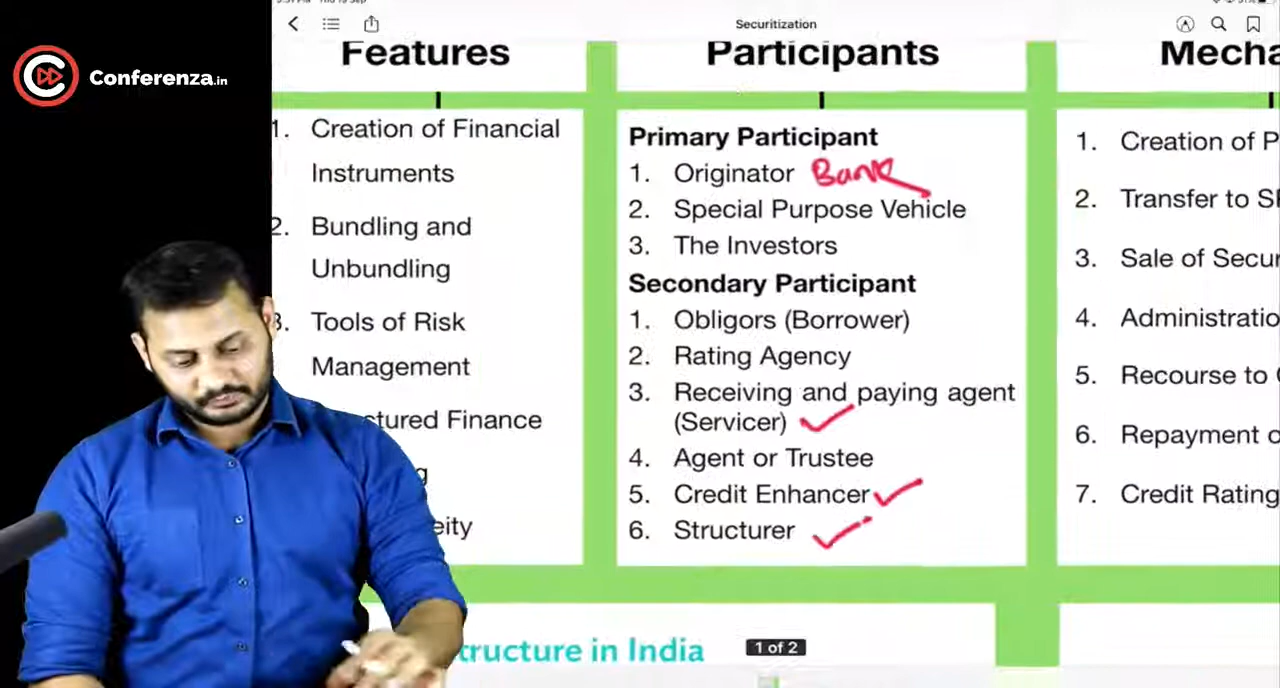 Securitization
Conferenza.in
Features
1. Creation of Financial
Instruments
2. Bundling and
Unbundling
3. Tools of Risk
Management
tured Finance
g
eity
Participants
Primary Participant
1. Originator Bank
2. Special Purpose Vehicle
3. The Investors
Secondary Participant
1. Obligors (Borrower)
2. Rating Agency
3. Receiving and paying agent
(Servicer)
4. Agent or Trustee
5. Credit Enhancer
6. Structurer
Mecha
1. Creation of P
2. Transfer to S
3. Sale of Secur
4. Administratio
5. Recourse to
6. Repayment o
7. Credit Rating
tructure in India
1 of 2